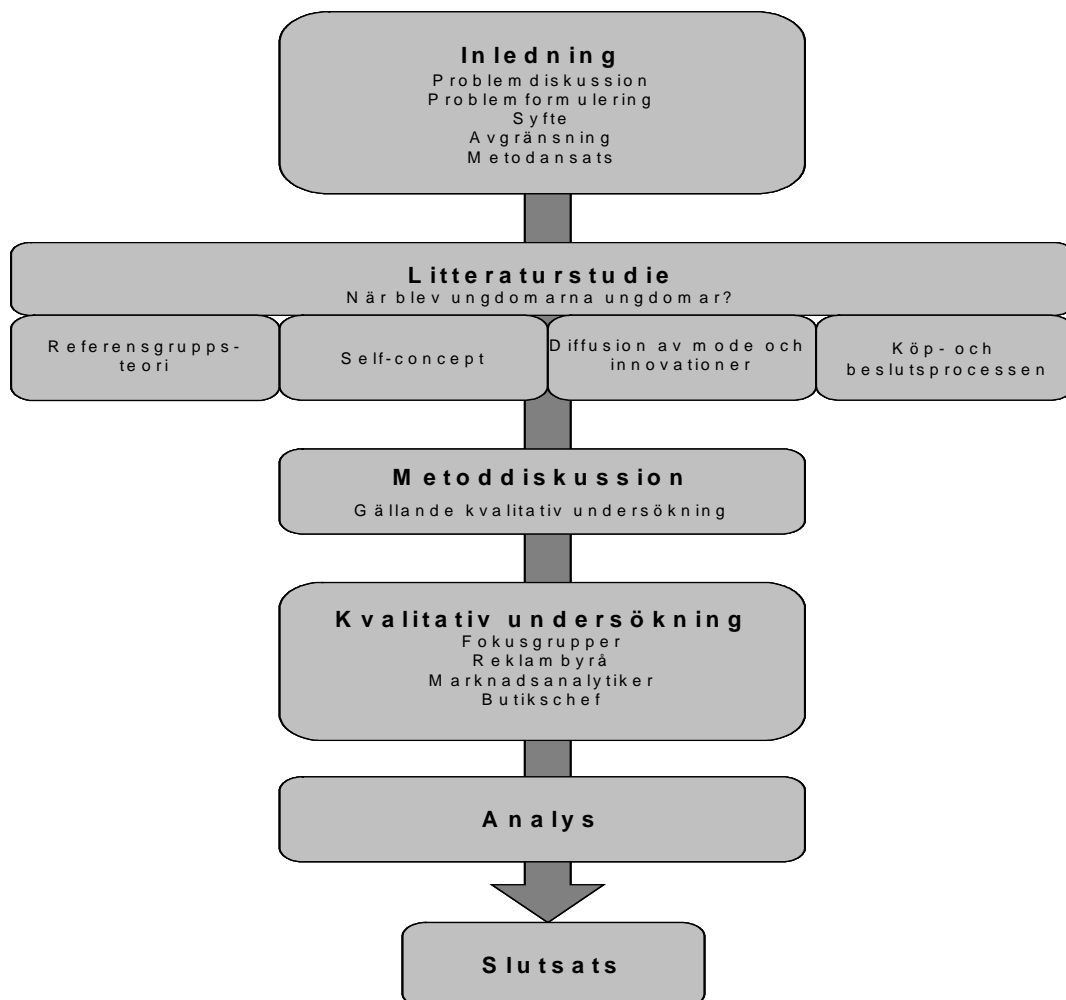 Inledning
Problemdiskussion
Problemformulering
Syfte
Avgränsning
Metodansats
Litteraturstudie
När blev ungdomarna ungdomar?
Referensgrupps-
teori
Self-concept
Diffusion av mode och
innovationer
Köp- och
beslutsprocessen
Metoddiskussion
Gällande kvalitativ undersökning
Kvalitativ undersökning
Fokusgrupper
Reklambyrå
Marknadsanalytiker
Butikschef
Analys
Slutsats